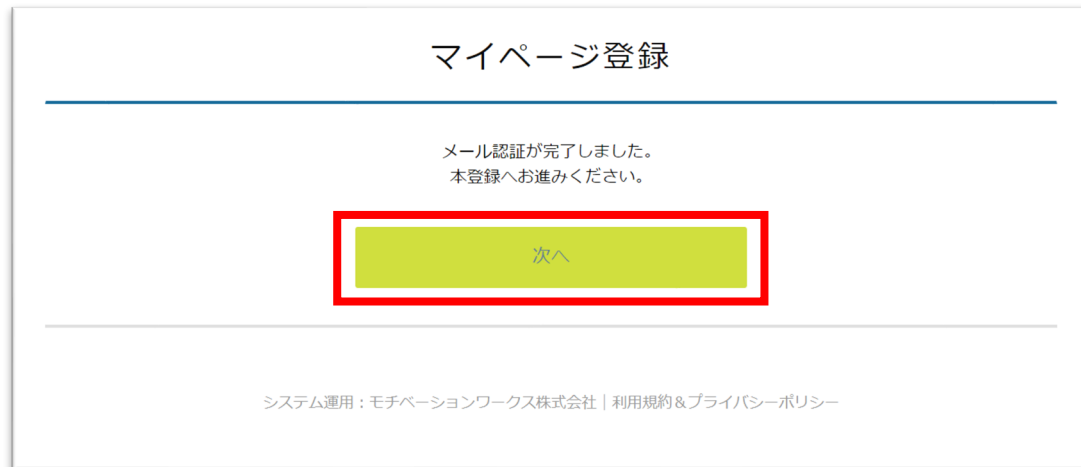 マイページ登録
メール認証が完了しました。
本登録へお進みください。
次へ
システム運用：モチベーションワークス株式会社｜利用規約＆プライバシーポリシー